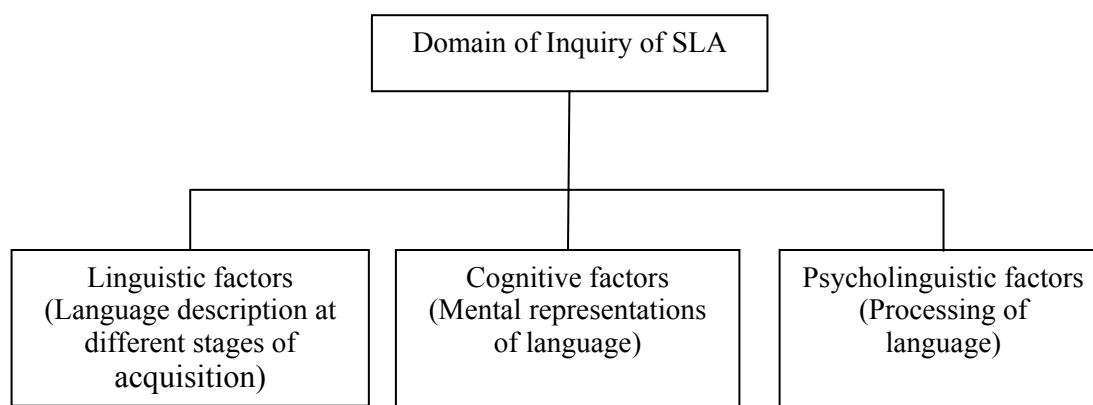 Domain of Inquiry of SLA
Linguistic factors
(Language description at
different stages of
acquisition)
Cognitive factors
(Mental representations
of language)
Psycholinguistic factors
(Processing of
language)